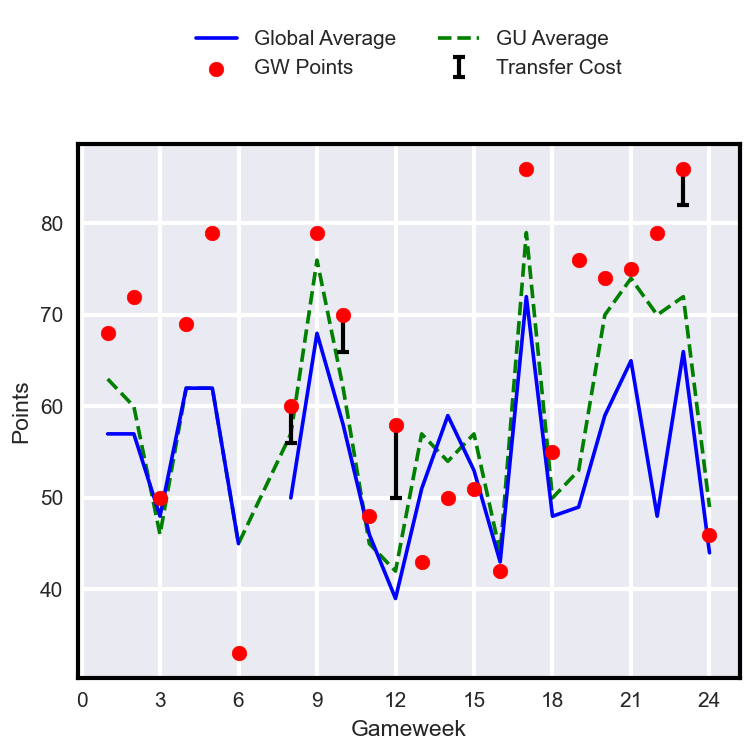 Global Average GU Average
GW Points Transfer Cost
80
70
60
50
40
Points
0 3 6 9 12 15 18 21 24
Gameweek